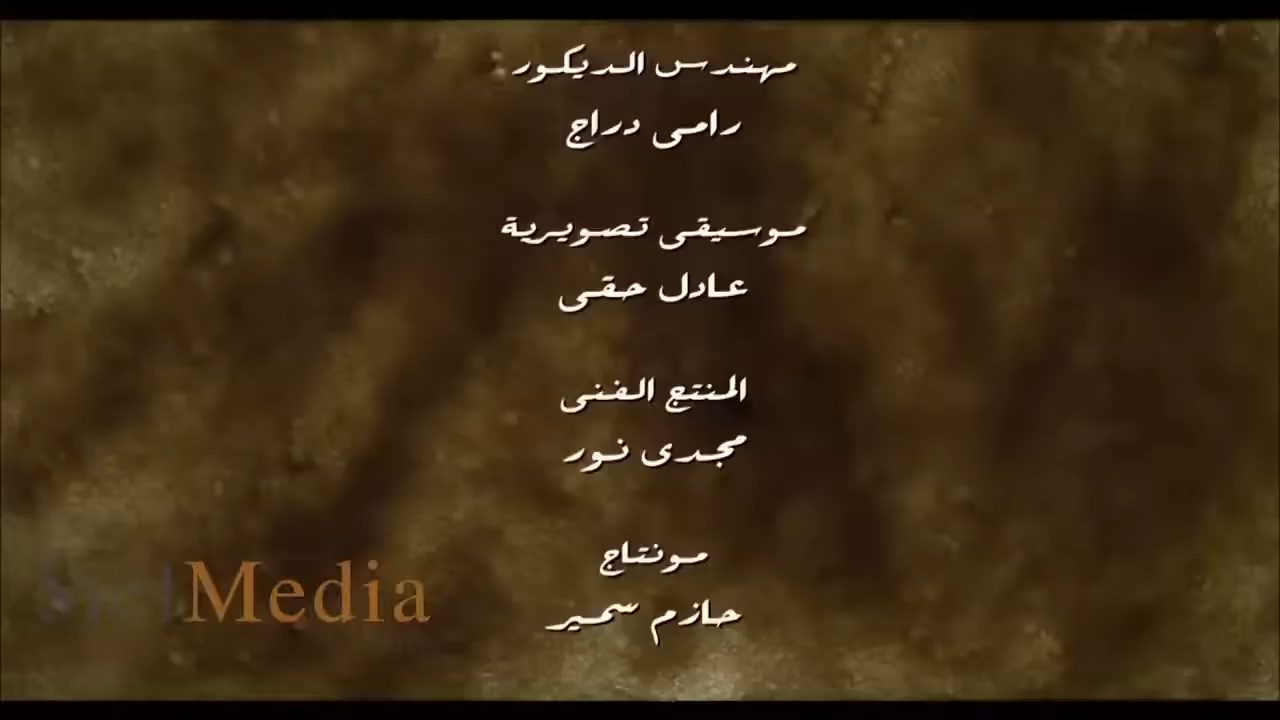 مهندس الديكور
رامى دراج
موسيقى تصويرية
عادل حقى
المنتج الفنى
مجدى نور
مونتاج
حازم سمير
Media